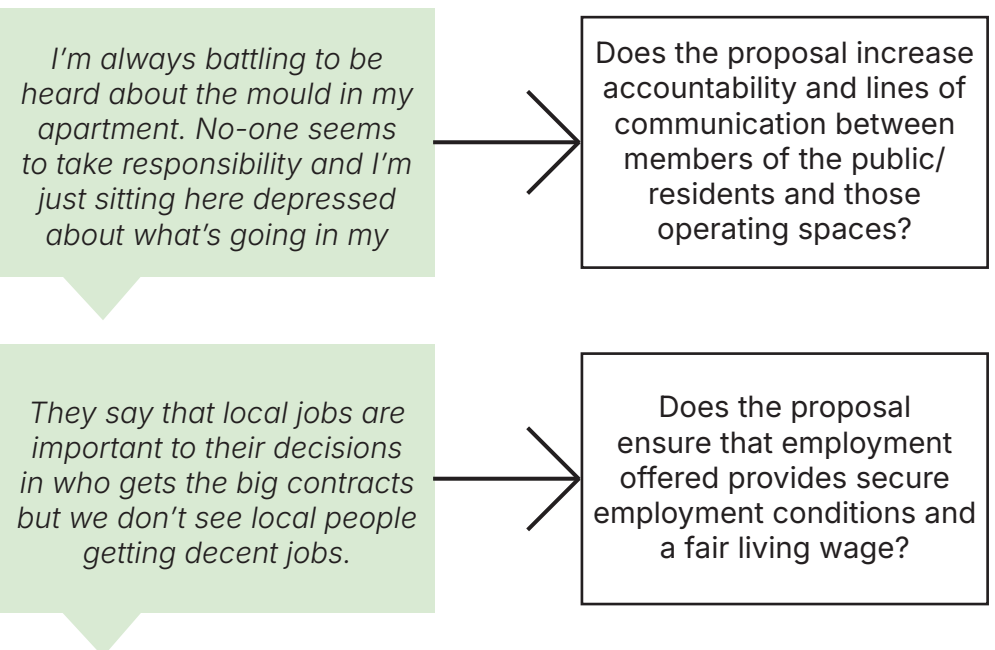 I’m always battling to be
heard about the mould in my
apartment. No-one seems
to take responsibility and I’m
just sitting here depressed
about what’s going in my
Does the proposal increase
accountability and lines of
communication between
members of the public/
residents and those
operating spaces?
They say that local jobs are
important to their decisions
in who gets the big contracts
but we don’t see local people
getting decent jobs.
Does the proposal
ensure that employment
offered provides secure
employment conditions and
a fair living wage?